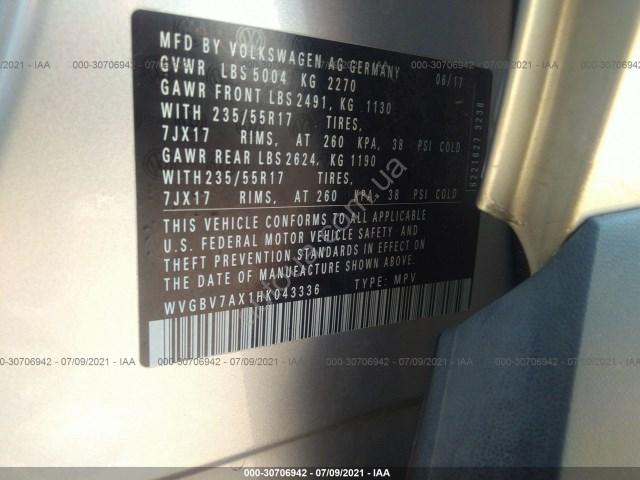 000-30706942 - 07/09/2021 - IAA
MFD BY VOLKSWAGEN AG GERMANY 06/17
GVWR LBS 5004 KG 2270
GAWR FRONT LBS 2491, KG 1130
WITH 235/55R17 TIRES,
7JX17 RIMS, AT 260 KPA, 38 PSI COLD
GAWR REAR LBS 2624, KG 1190
WITH 235/55R17 TIRES,
7JX17 RIMS, AT 260 KPA, 38 PSI COLD
THIS VEHICLE CONFORMS TO ALL APPLICABLE
U.S. FEDERAL MOTOR VEHICLE SAFETY AND
THEFT PREVENTION STANDARDS IN EFFECT ON
THE DATE OF MANUFACTURE SHOWN ABOVE.
WVGBV7AX1HK043336 TYPE: MPV
000-30706942 - 07/09/2021 - IAA
000-30706942 - 07/09/2021 - IAA